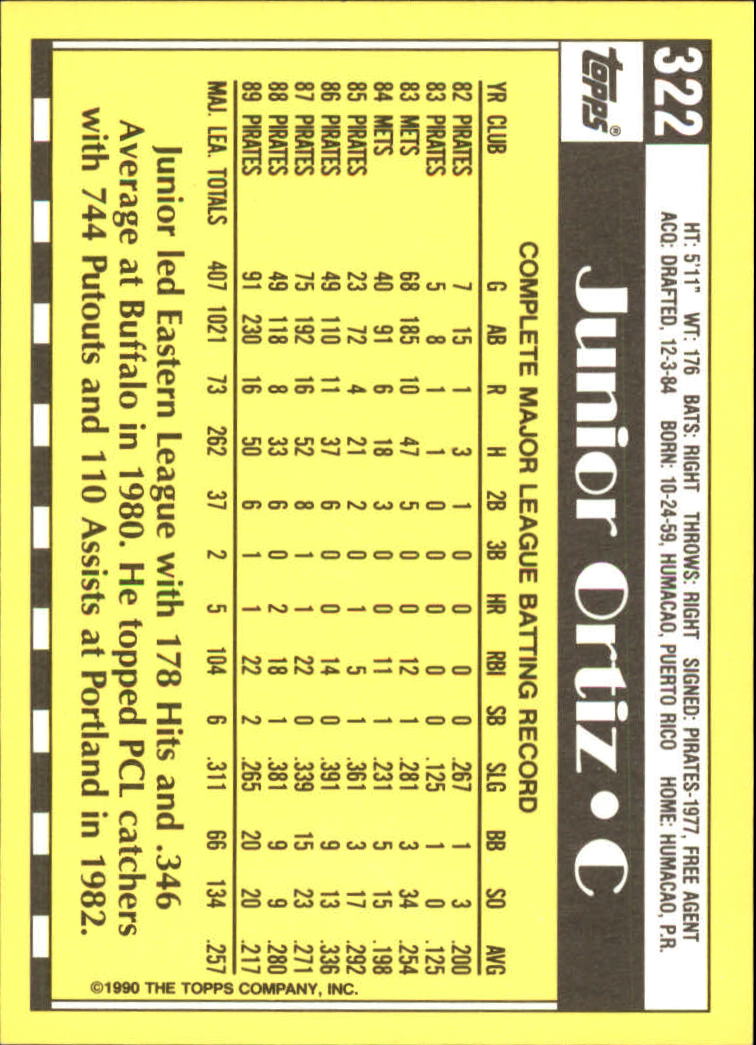 322
HT: 5'11" WT: 176 BATS: RIGHT THROWS: RIGHT SIGNED: PIRATES-1977, FREE AGENT
ACQ: DRAFTED, 12-3-84 BORN: 10-24-59, HUMACAO, PUERTO RICO HOME: HUMACAO, P.R.
topps®
Junior Ortiz • C
COMPLETE MAJOR LEAGUE BATTING RECORD
YR CLUB G AB R H 2B 3B HR RBI SB SLG BB SO AVG
82 PIRATES 7 15 1 3 1 0 0 0 0 .267 1 3 .200
83 PIRATES 5 8 1 1 0 0 0 0 0 .125 1 0 .125
83 METS 68 185 10 47 5 0 0 12 1 .281 3 34 .254
84 METS 40 91 6 18 3 0 0 11 1 .231 5 15 .198
85 PIRATES 23 72 4 21 2 0 1 5 1 .361 3 17 .292
86 PIRATES 49 110 11 37 6 0 0 14 0 .391 9 13 .336
87 PIRATES 75 192 16 52 8 1 1 22 0 .339 15 23 .271
88 PIRATES 49 118 8 33 6 0 2 18 1 .381 9 9 .280
89 PIRATES 91 230 16 50 6 1 1 22 2 .265 20 20 .217
MAJ. LEA. TOTALS 407 1021 73 262 37 2 5 104 6 .311 66 134 .257
Junior led Eastern League with 178 Hits and .346
Average at Buffalo in 1980. He topped PCL catchers
with 744 Putouts and 110 Assists at Portland in 1982.
©1990 THE TOPPS COMPANY, INC.